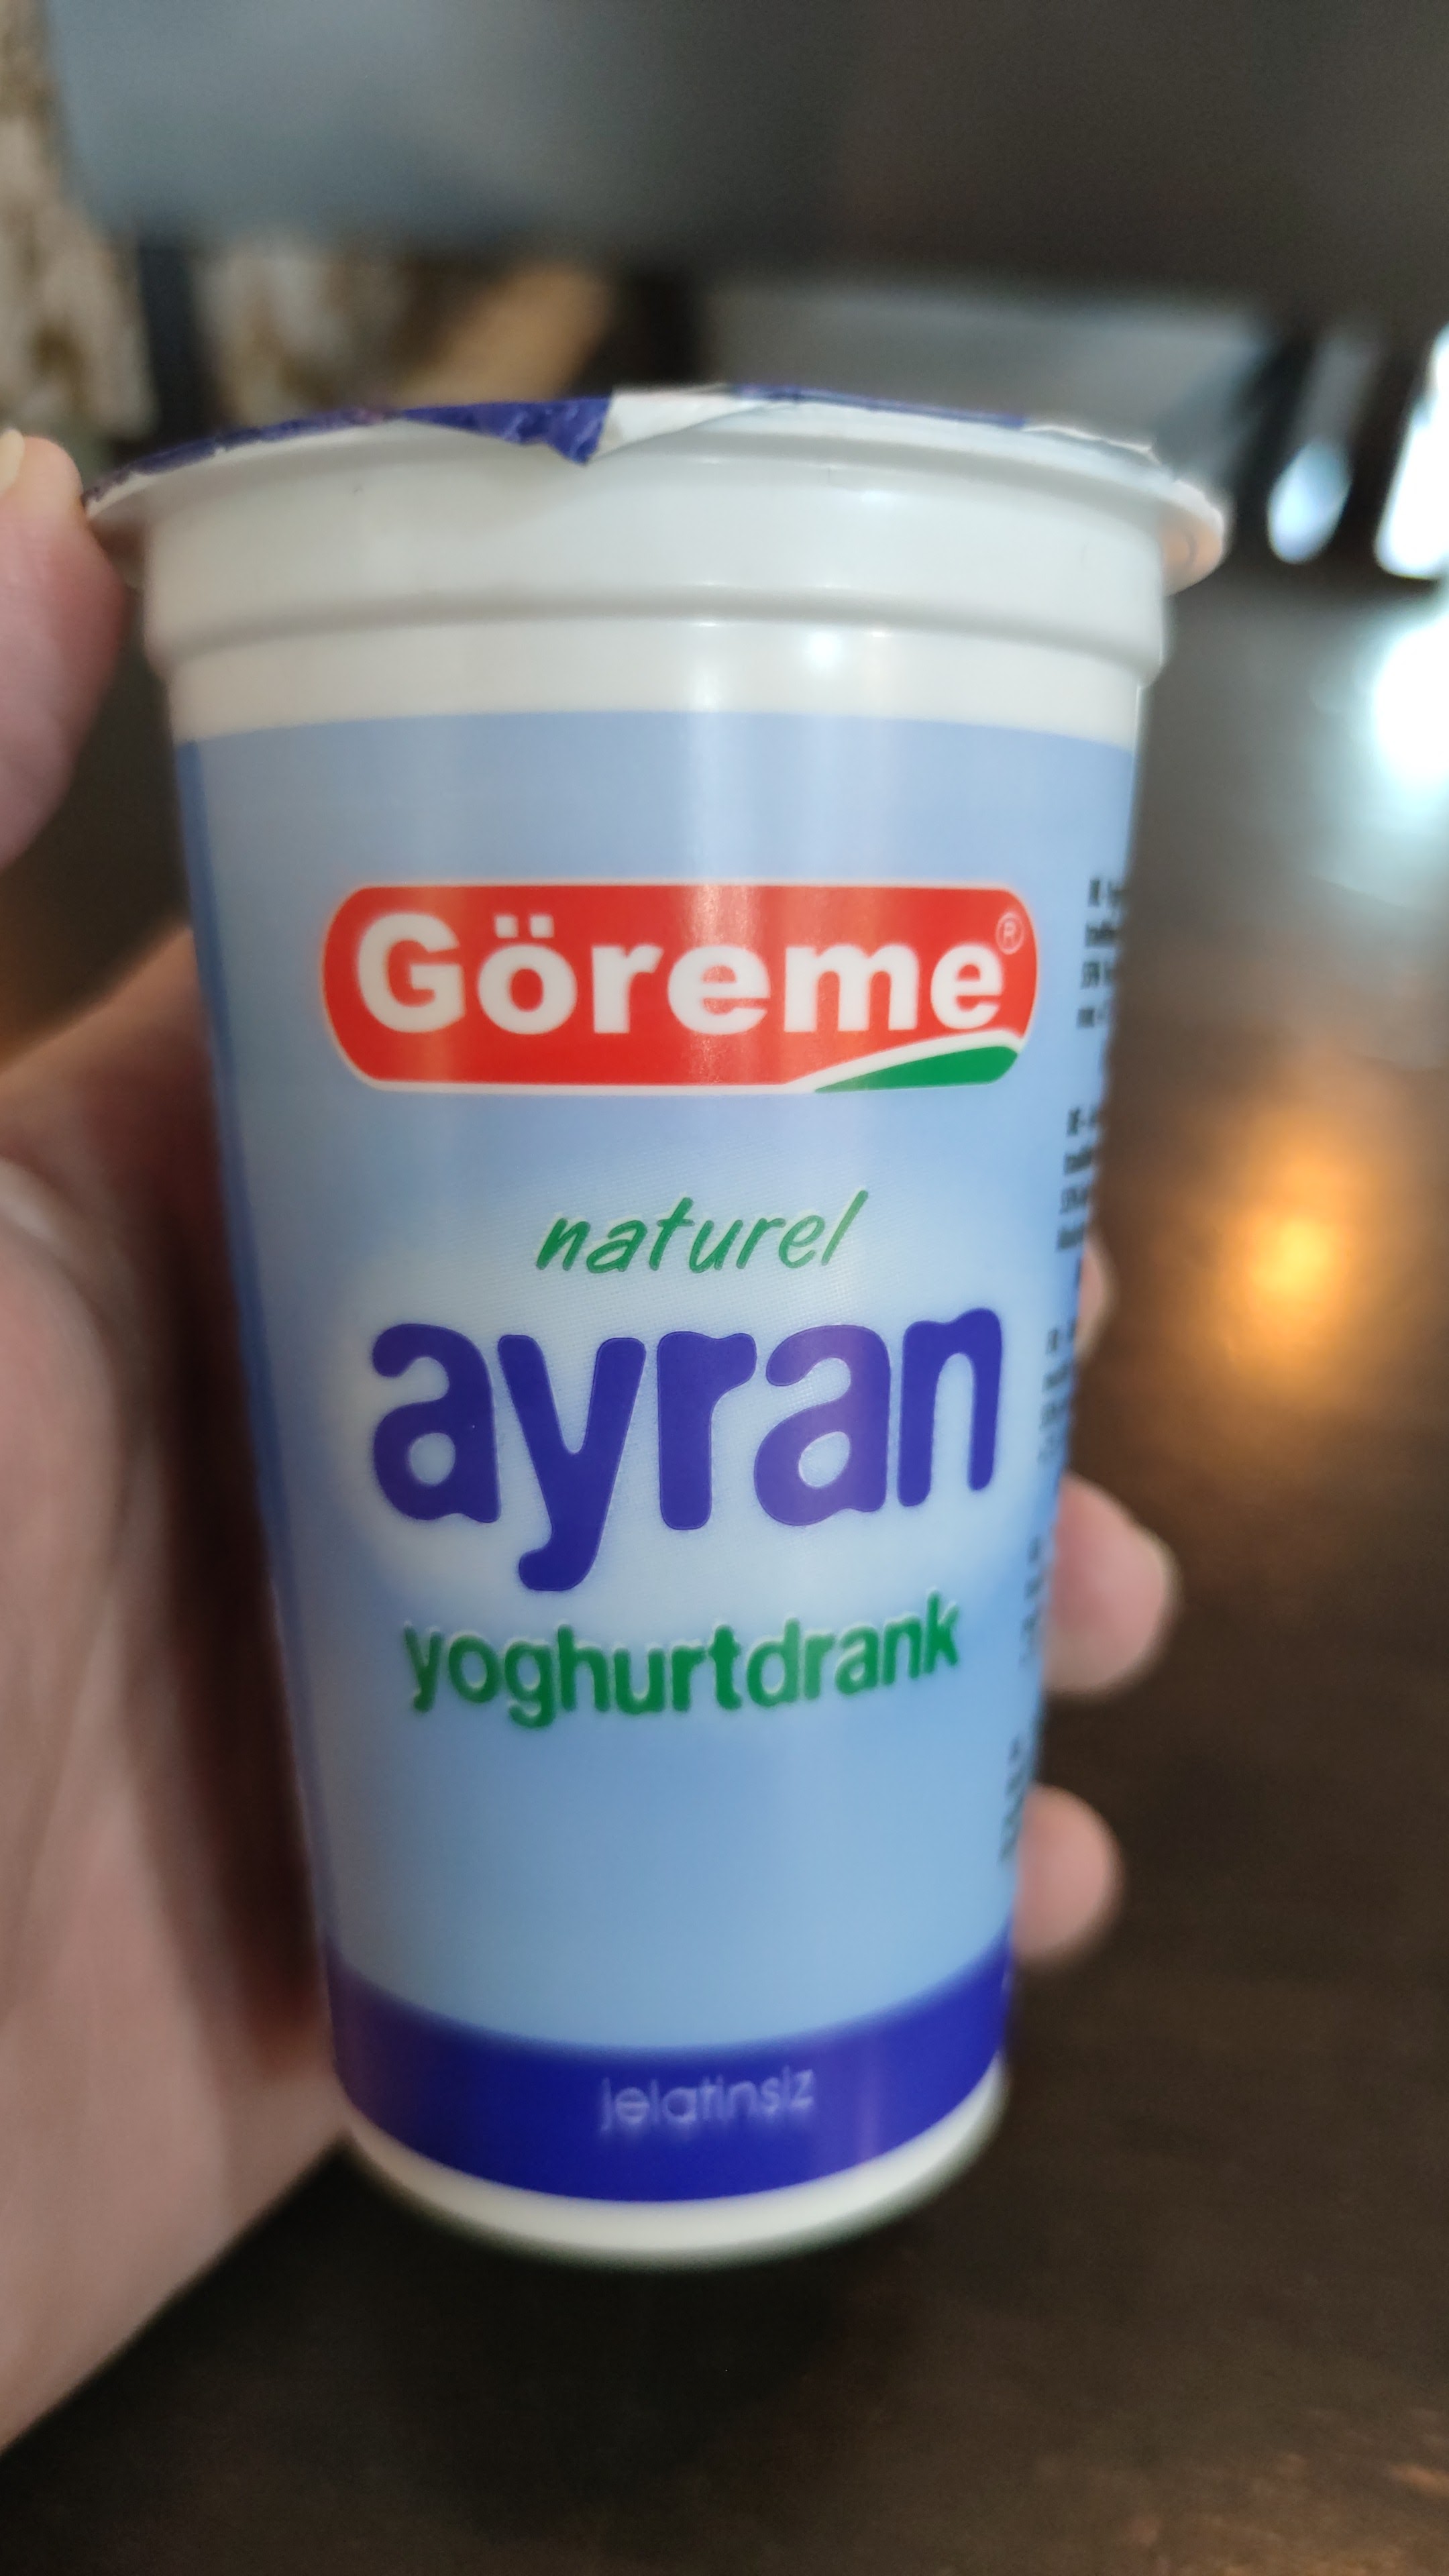 Göreme®
naturel
ayran
yoghurtdrank
jelatinsiz